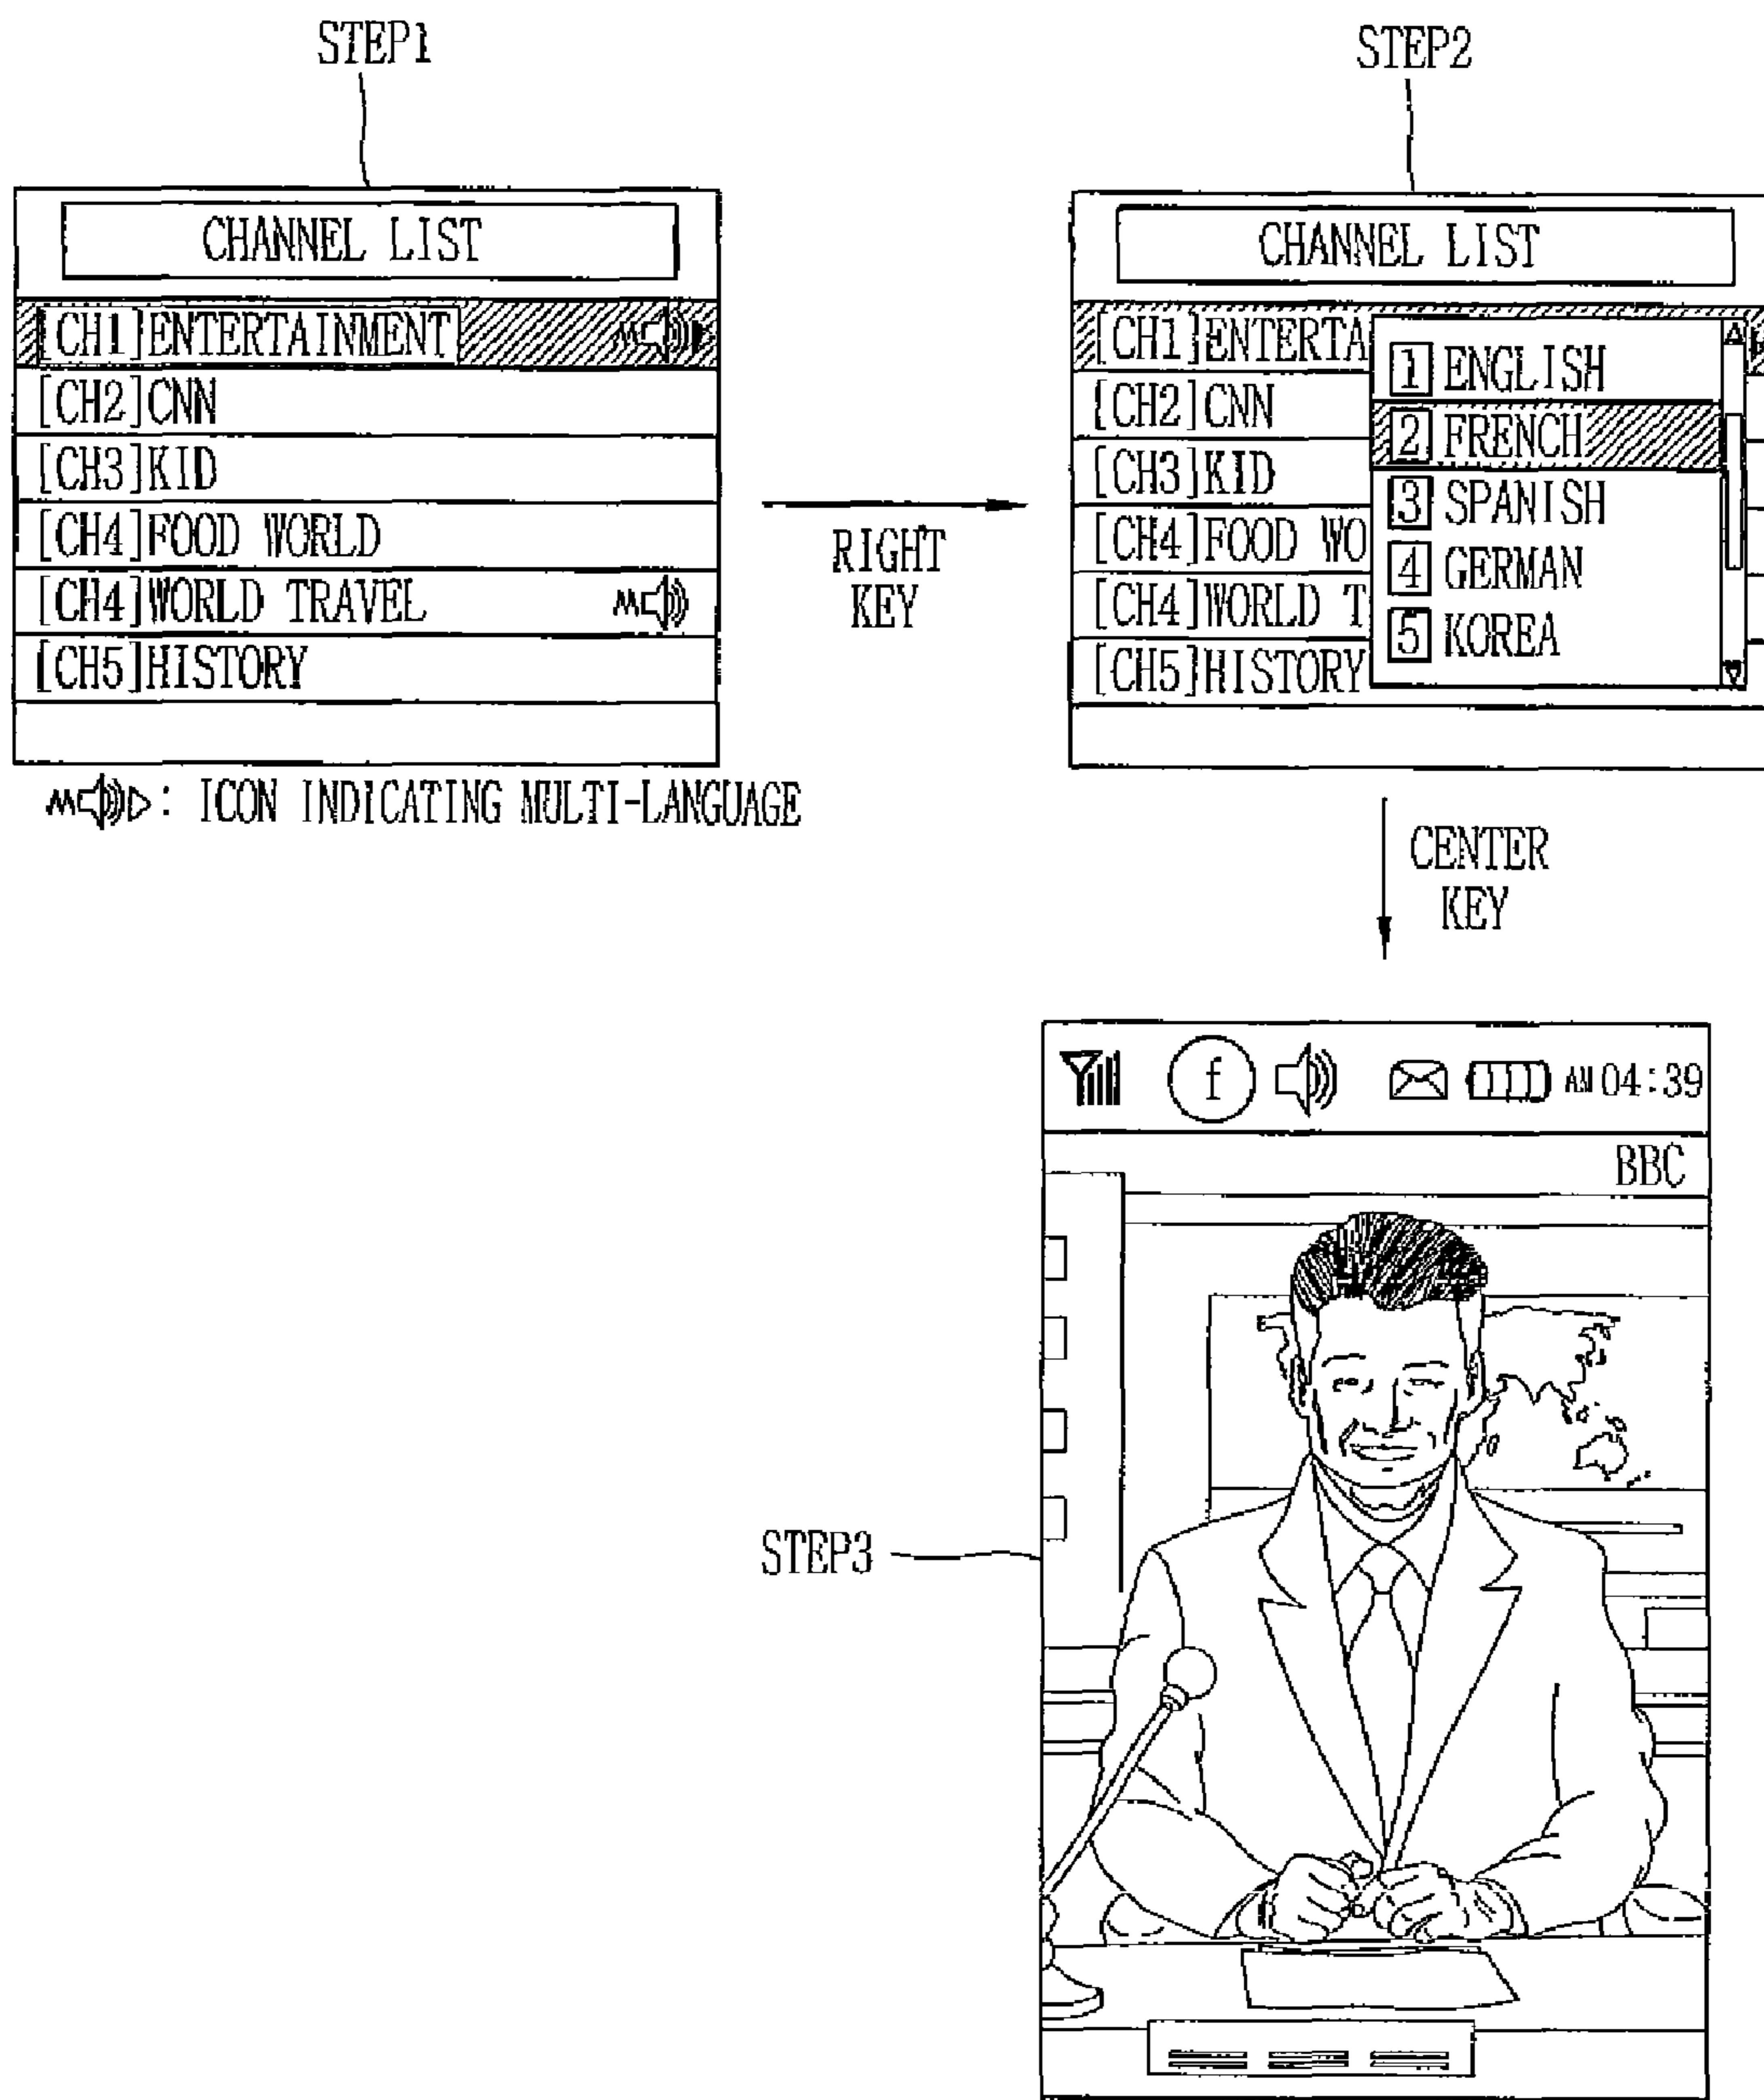 STEP1
CHANNEL LIST
[CH1]ENTERTAINMENT
[CH2]CNN
[CH3]KID
[CH4]FOOD WORLD
[CH4]WORLD TRAVEL
[CH5]HISTORY
: ICON INDICATING MULTI-LANGUAGE
RIGHT
KEY
STEP2
CHANNEL LIST
[CH1]ENTERTA
[CH2]CNN
[CH3]KID
[CH4]FOOD WO
[CH4]WORLD T
[CH5]HISTORY
1 ENGLISH
2 FRENCH
3 SPANISH
4 GERMAN
5 KOREA
CENTER
KEY
f AM 04:39
BBC
STEP3